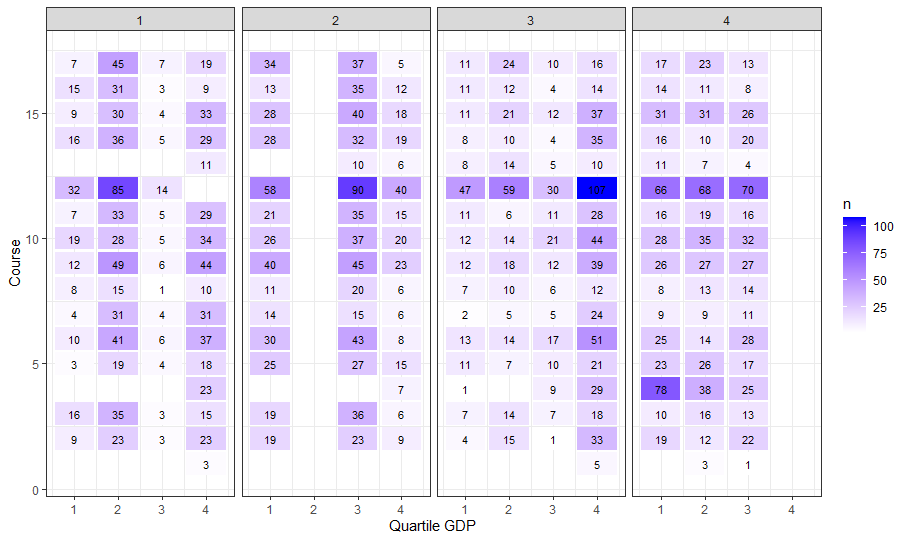 1 2 3 4
7 45 7 19 34 37 5 11 24 10 16 17 23 13
15 31 3 9 13 35 12 11 12 4 14 14 11 8
15 9 30 4 33 28 40 18 11 21 12 37 31 31 26
16 36 5 29 28 32 19 8 10 4 35 16 10 20
11 10 6 8 14 5 10 11 7 4
32 85 14 58 90 40 47 59 30 107 66 68 70
n
7 33 5 29 21 35 15 11 6 11 28 16 19 16
100
10 19 28 5 34 26 37 20 12 14 21 44 28 35 32
75
12 49 6 44 40 45 23 12 18 12 39 26 27 27
50
8 15 1 10 11 20 6 7 10 6 12 8 13 14
25
4 31 4 31 14 15 6 2 5 5 24 9 9 11
10 41 6 37 30 43 8 13 14 17 51 25 14 28
5 3 19 4 18 25 27 15 11 7 10 21 23 26 17
23 7 1 9 29 78 38 25
16 35 3 15 19 36 6 7 14 7 18 10 16 13
9 23 3 23 19 23 9 4 15 1 33 19 12 22
3 5 3 1
0
1 2 3 4 1 2 3 4 1 2 3 4 1 2 3 4
Quartile GDP
Course